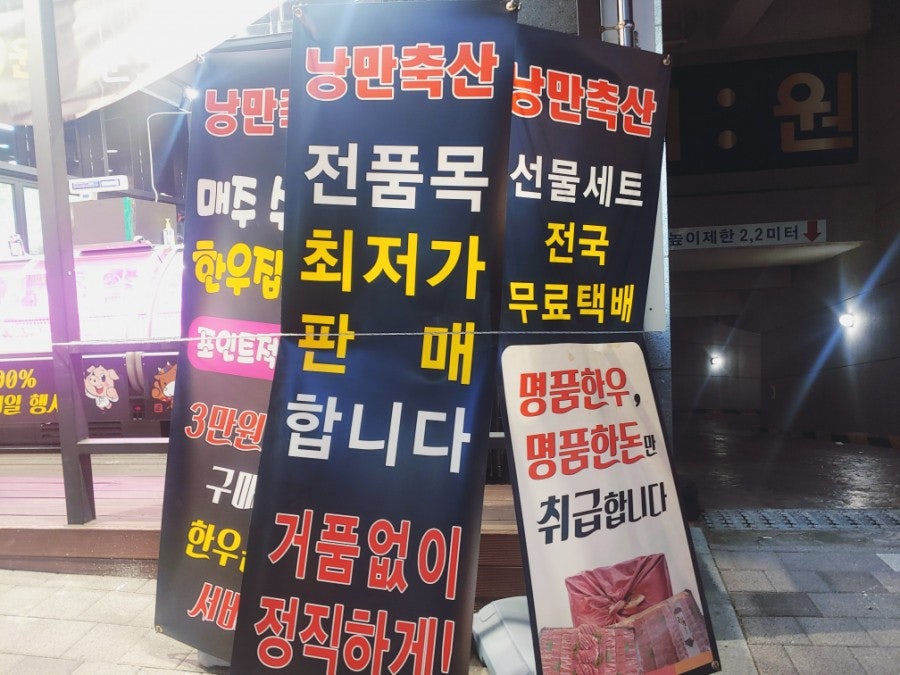 낭만축
매주
한우
포인트적
3만원
구매
한우
서비
낭만축산
전품목
최저가
판 매
합니다
거품없이
정직하게!
낭만축산
선물세트
전국
무료택배
명품한우,
명품한돈만
취급합니다
: 원
높이제한 2,2미터
00%
일 행사